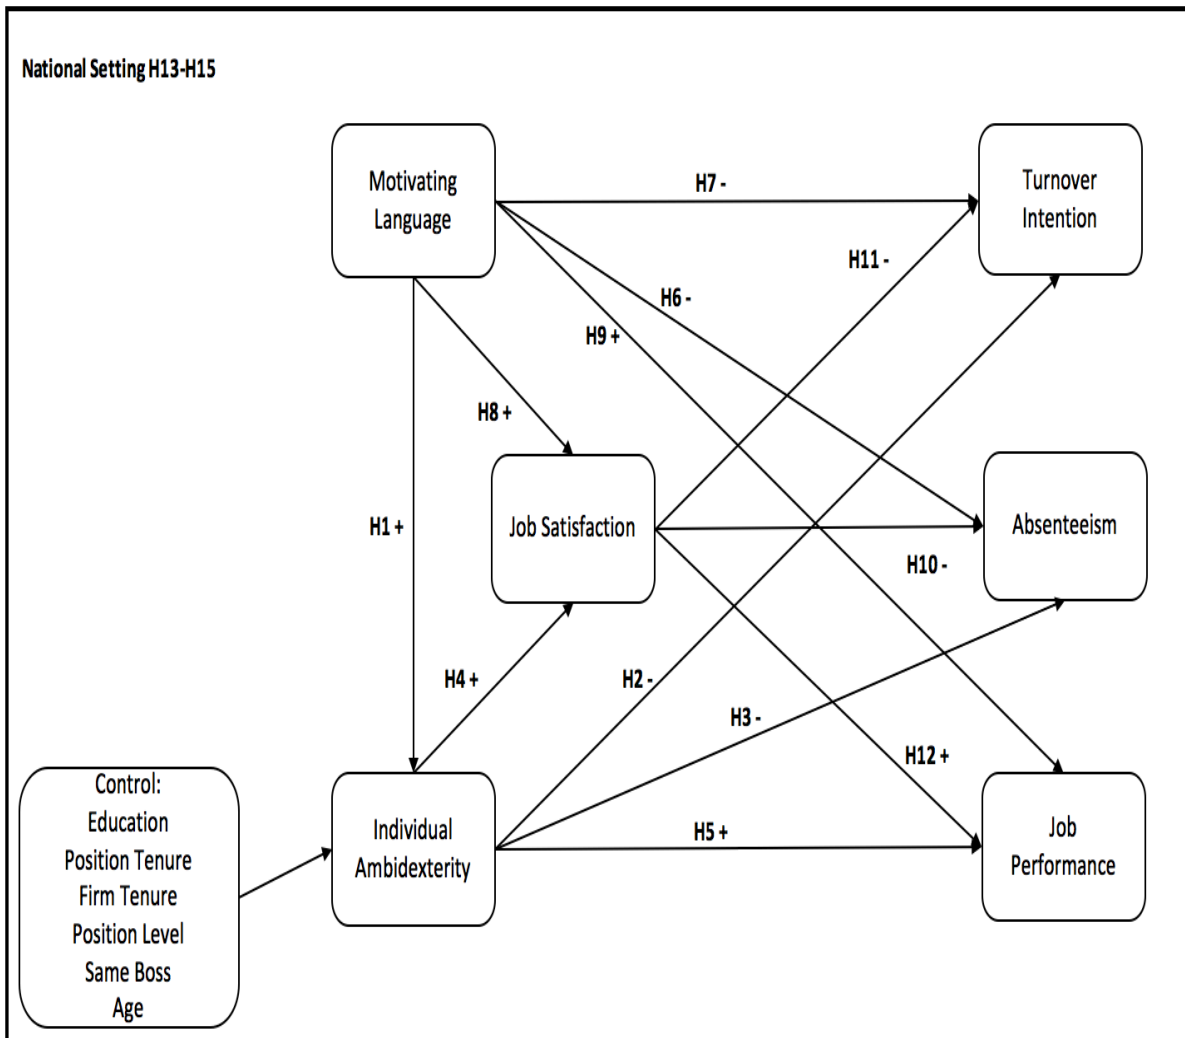 National Setting H13-H15
Motivating
Language
Turnover
Intention
H7 -
H11 -
H6 -
H9 +
H8 +
H1 +
Job Satisfaction
Absenteeism
H10 -
H4 +
H2 -
H3 -
H12 +
H5 +
Control:
Education
Position Tenure
Firm Tenure
Position Level
Same Boss
Age
Individual
Ambidexterity
Job
Performance